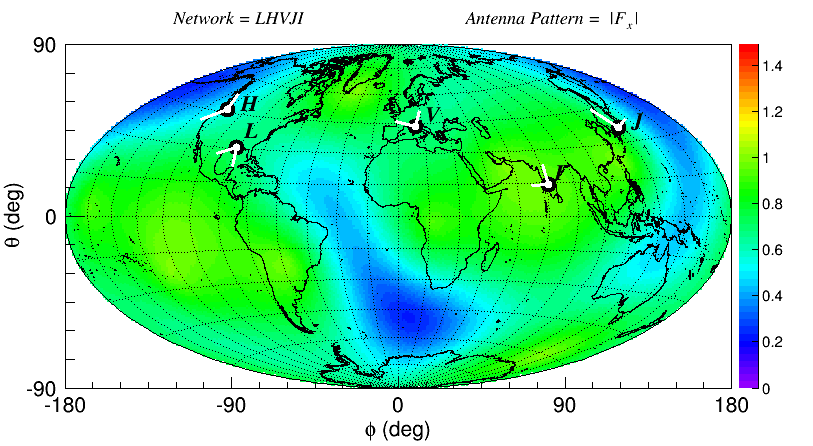 Network = LHVJI
Antenna Pattern = |Fx|
90
0
-90
θ (deg)
H
L
V
J
I
-180
-90
0
90
180
ϕ (deg)
1.4
1.2
1
0.8
0.6
0.4
0.2
0